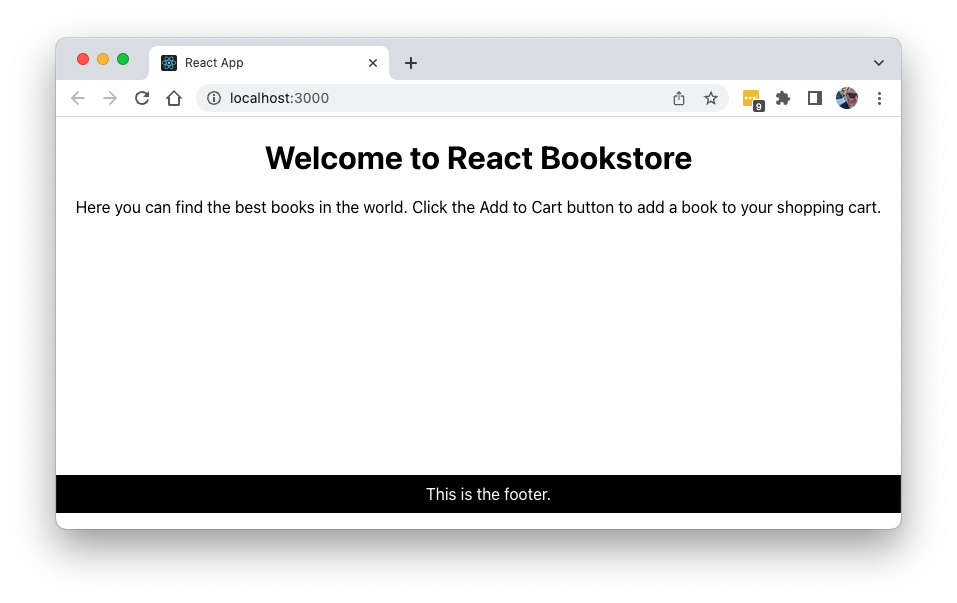 React App
localhost:3000
9
Welcome to React Bookstore
Here you can find the best books in the world. Click the Add to Cart button to add a book to your shopping cart.
This is the footer.